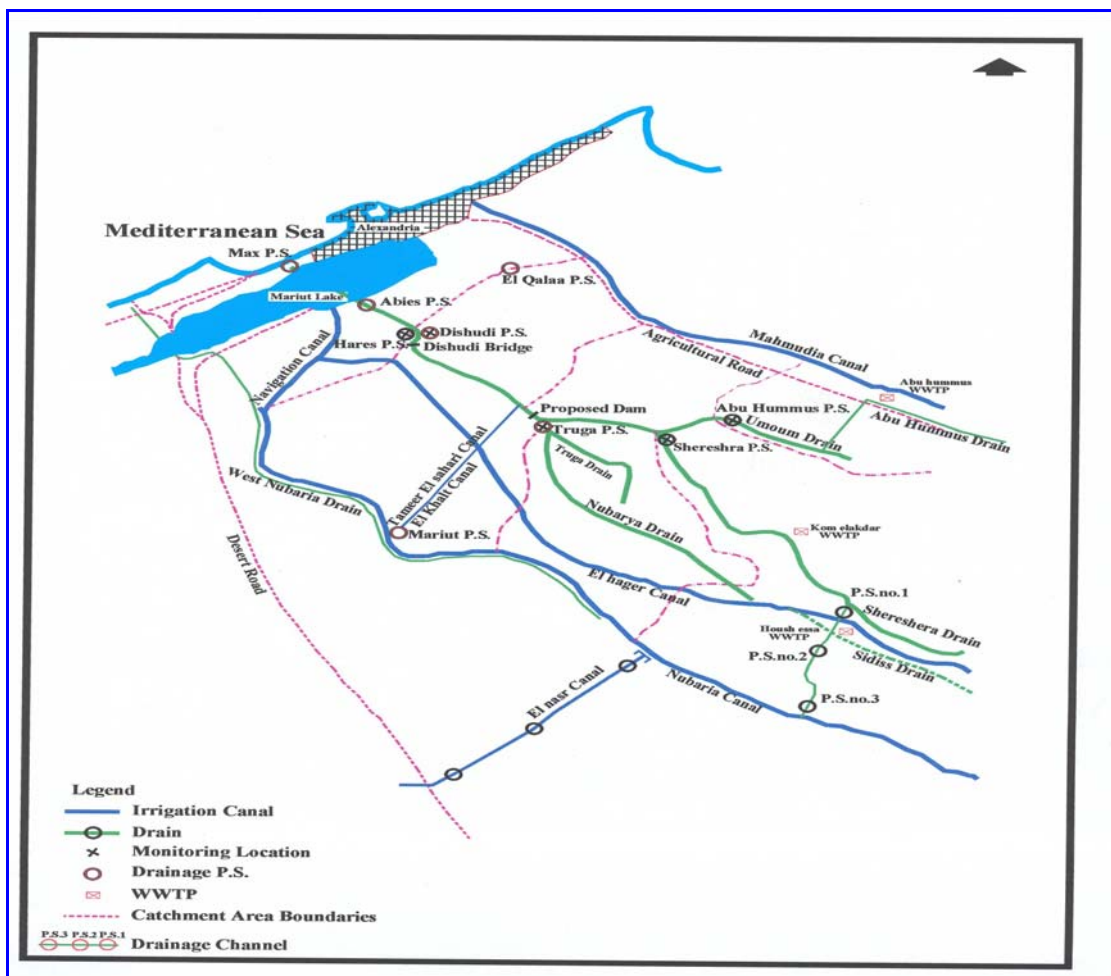 Mediterranean Sea
Alexandria
Max P.S.
El Qalaa P.S.
Mariut Lake
Abies P.S.
Dishudi P.S.
Hares P.S.
Dishudi Bridge
Navigation Canal
Mahmudia Canal
Agricultural Road
Abu hummus
WWTP
Proposed Dam
Abu Hummus P.S.
Umoum Drain
Abu Hummus Drain
Truga P.S.
Shereshra P.S.
Truga Drain
Tameer El sahari Canal
El Khalt Canal
West Nubaria Drain
Nubarya Drain
Mariut P.S.
Kom elakdar
WWTP
Desert Road
El hager Canal
P.S.no.1
Shereshera Drain
Housh essa
WWTP
P.S.no.2
Sidiss Drain
El nasr Canal
Nubaria Canal
P.S.no.3
Legend
Irrigation Canal
Drain
Monitoring Location
Drainage P.S.
WWTP
Catchment Area Boundaries
P.S.3 P.S.2 P.S.1
Drainage Channel